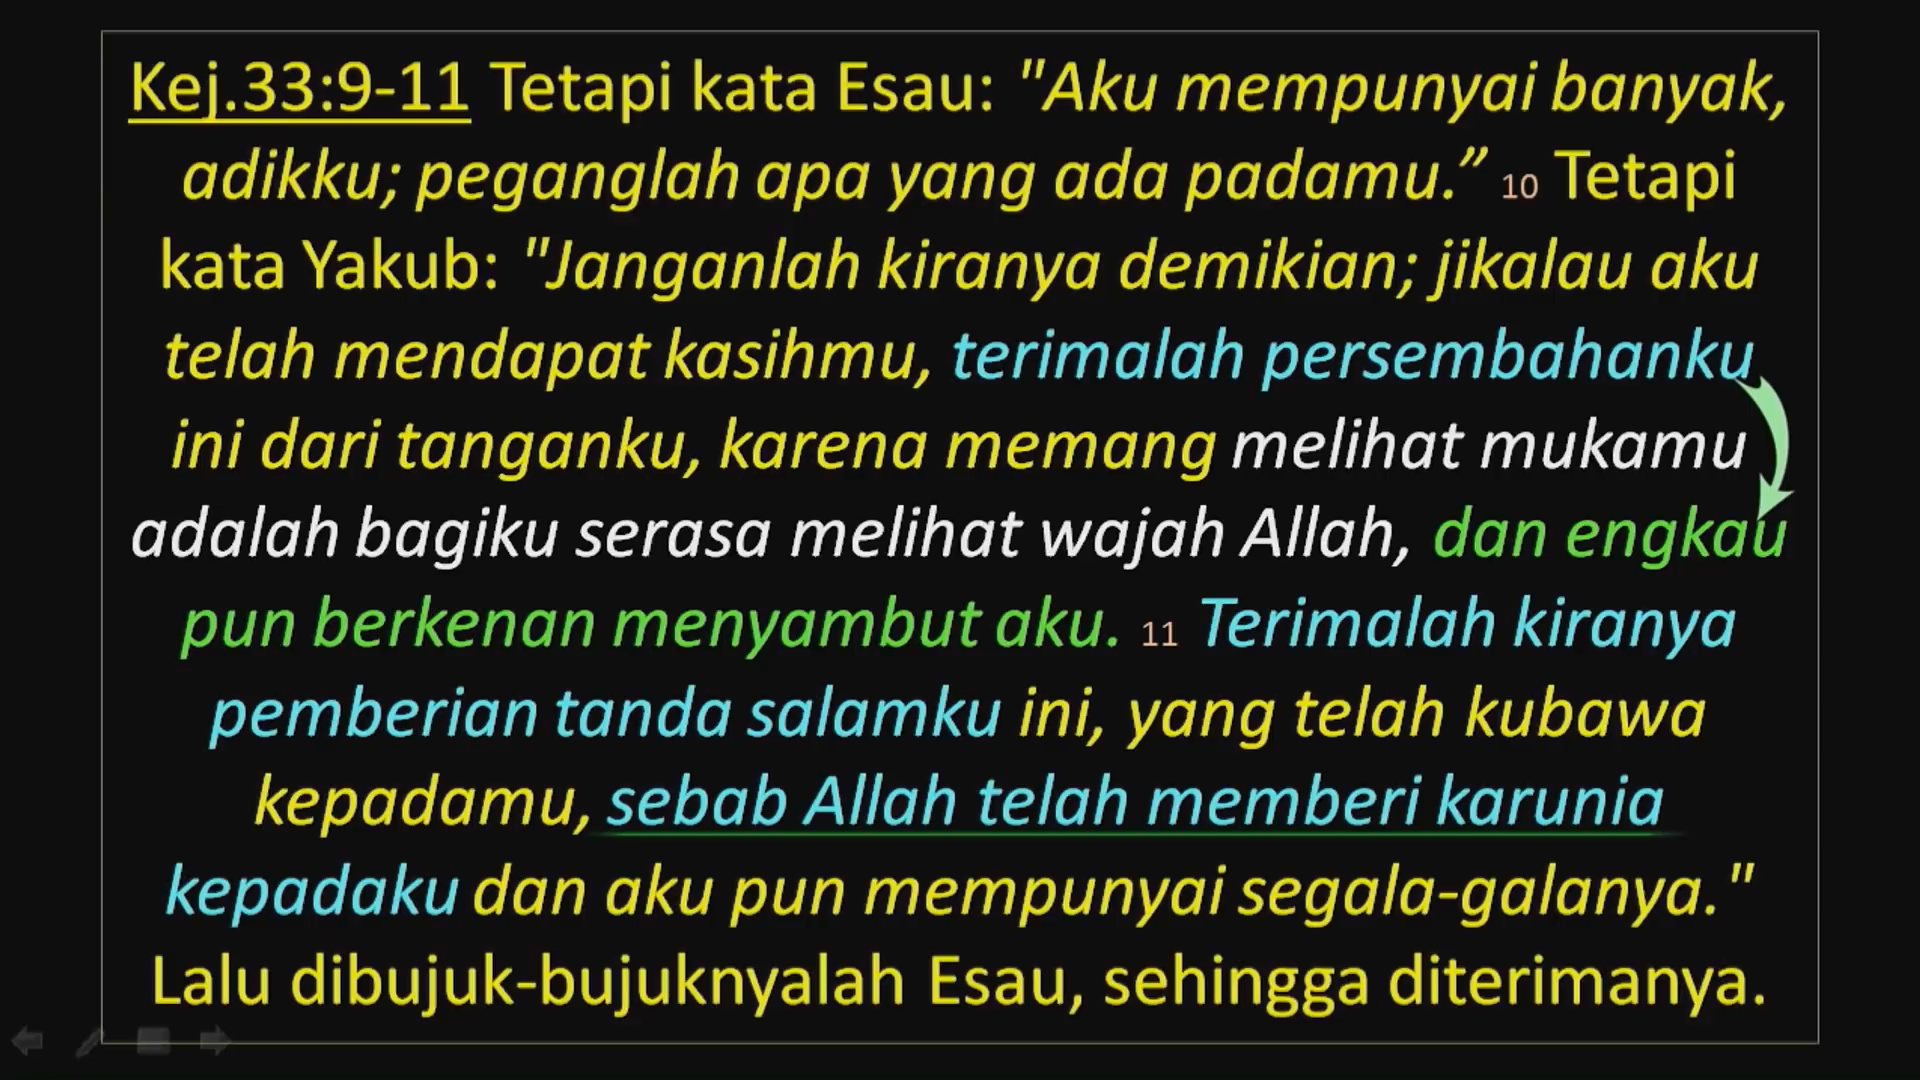 Kej.33:9-11 Tetapi kata Esau: "Aku mempunyai banyak,
adikku; peganglah apa yang ada padamu.” 10 Tetapi
kata Yakub: "Janganlah kiranya demikian; jikalau aku
telah mendapat kasihmu, terimalah persembahanku
ini dari tanganku, karena memang melihat mukamu
adalah bagiku serasa melihat wajah Allah, dan engkau
pun berkenan menyambut aku. 11 Terimalah kiranya
pemberian tanda salamku ini, yang telah kubawa
kepadamu, sebab Allah telah memberi karunia
kepadaku dan aku pun mempunyai segala-galanya."
Lalu dibujuk-bujuknyalah Esau, sehingga diterimanya.